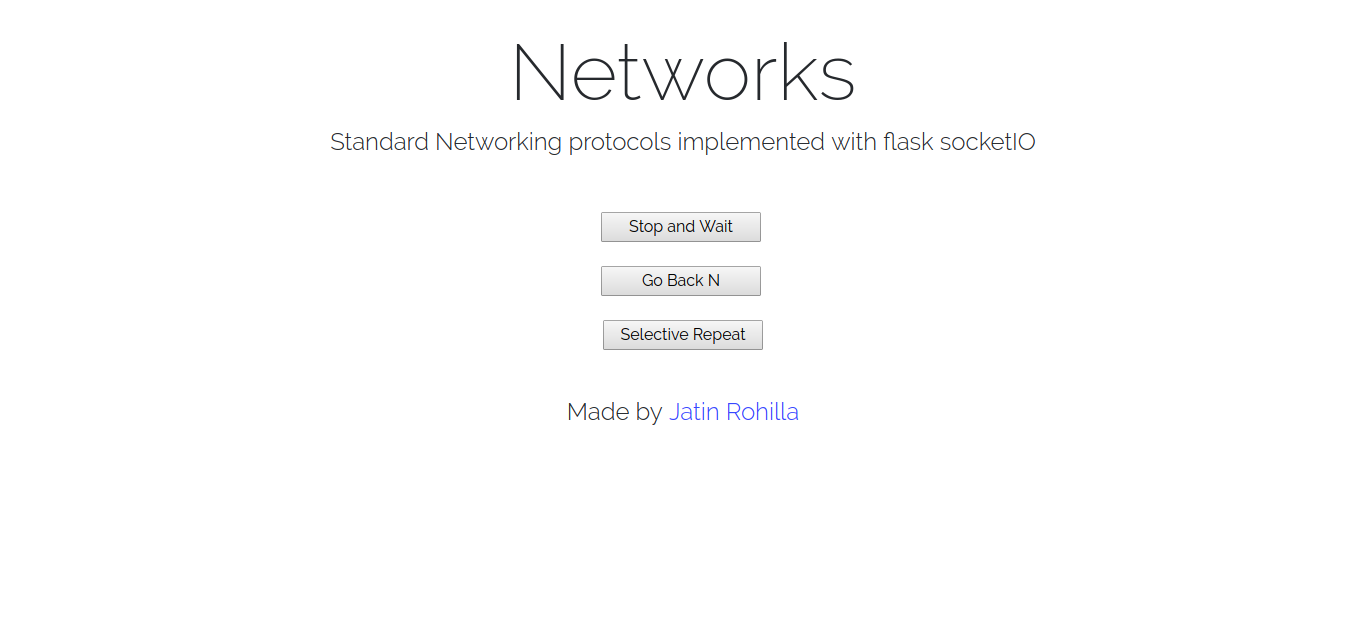 Networks
Standard Networking protocols implemented with flask socketIO
Stop and Wait
Go Back N
Selective Repeat
Made by Jatin Rohilla